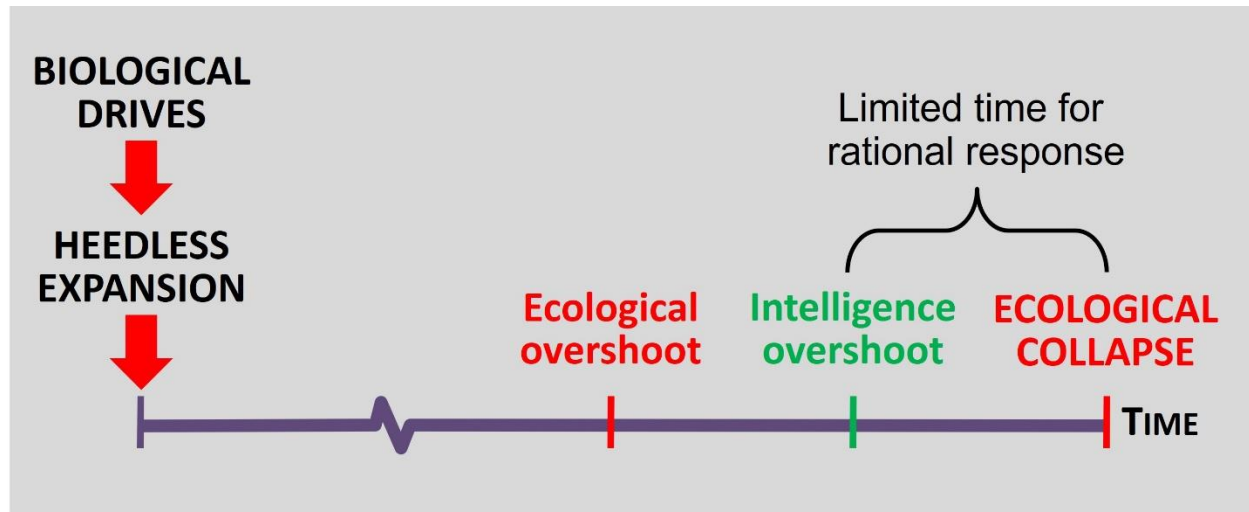 BIOLOGICAL
DRIVES
HEEDLESS
EXPANSION
Limited time for
rational response
Ecological
overshoot
Intelligence
overshoot
ECOLOGICAL
COLLAPSE
TIME